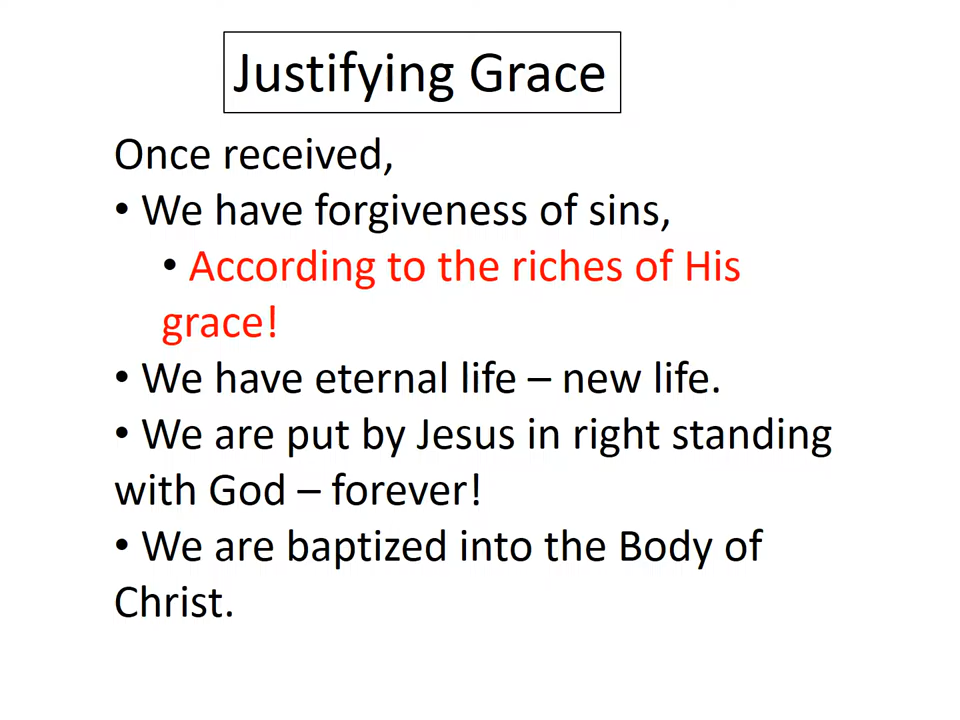 Justifying Grace
Once received,
• We have forgiveness of sins,
• According to the riches of His
grace!
• We have eternal life – new life.
• We are put by Jesus in right standing
with God – forever!
• We are baptized into the Body of
Christ.